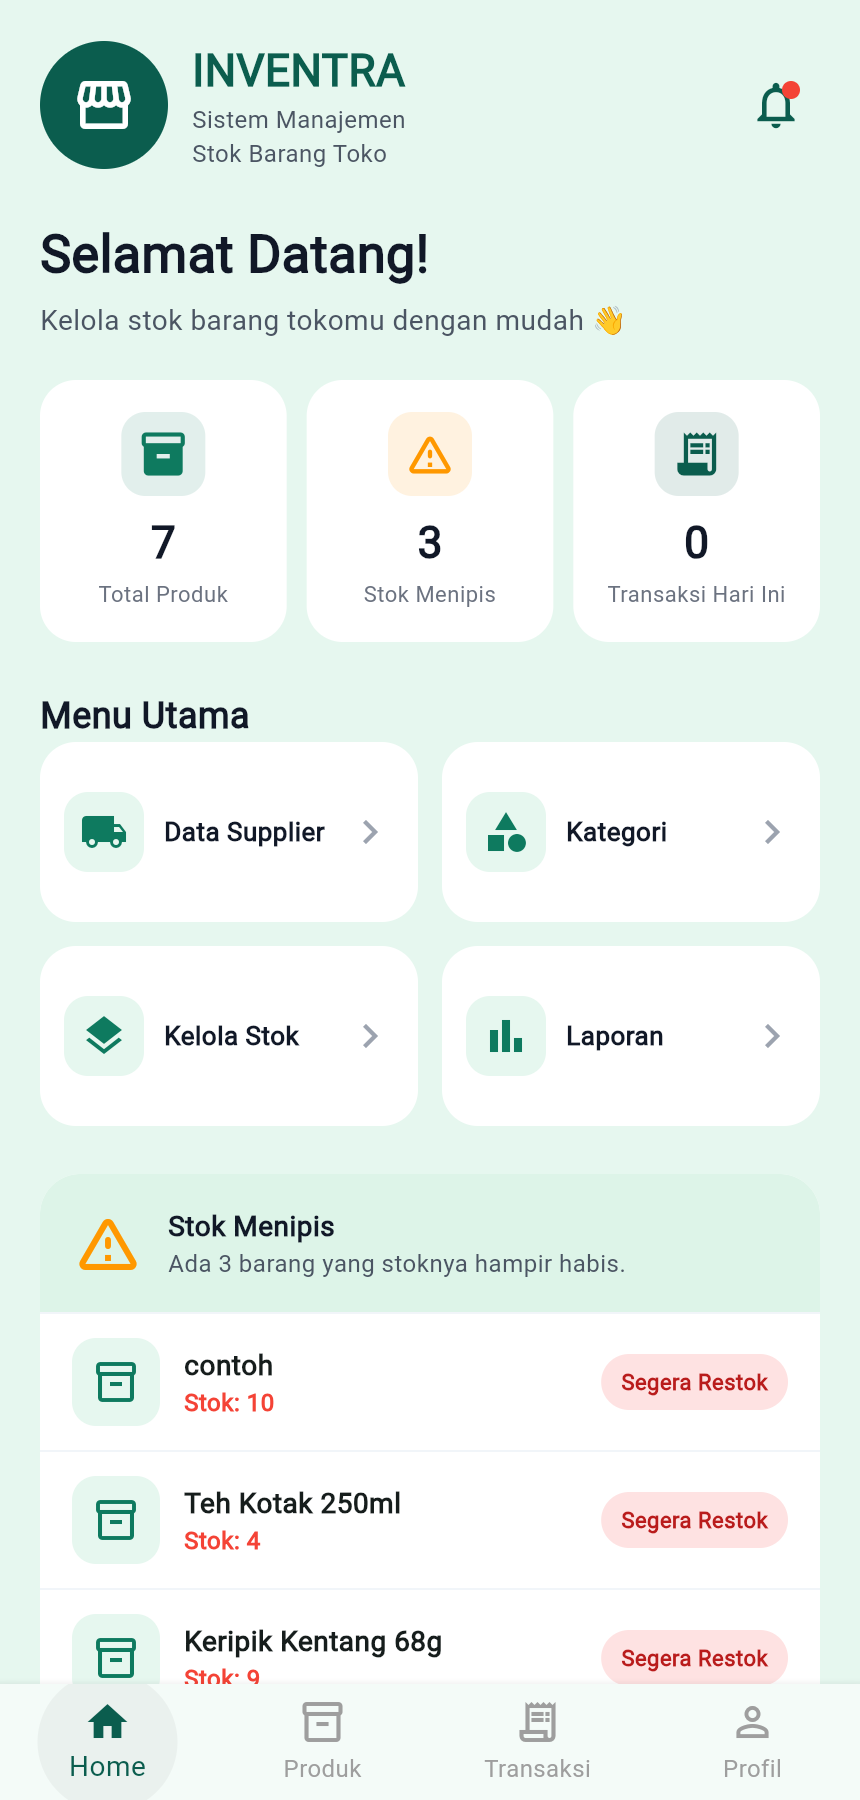 INVENTRA
Sistem Manajemen
Stok Barang Toko
Selamat Datang!
Kelola stok barang tokomu dengan mudah 👋
7
Total Produk
3
Stok Menipis
0
Transaksi Hari Ini
Menu Utama
Data Supplier
Kategori
Kelola Stok
Laporan
Stok Menipis
Ada 3 barang yang stoknya hampir habis.
contoh
Stok: 10
Segera Restok
Teh Kotak 250ml
Stok: 4
Segera Restok
Keripik Kentang 68g
Stok: 9
Segera Restok
Home
Produk
Transaksi
Profil